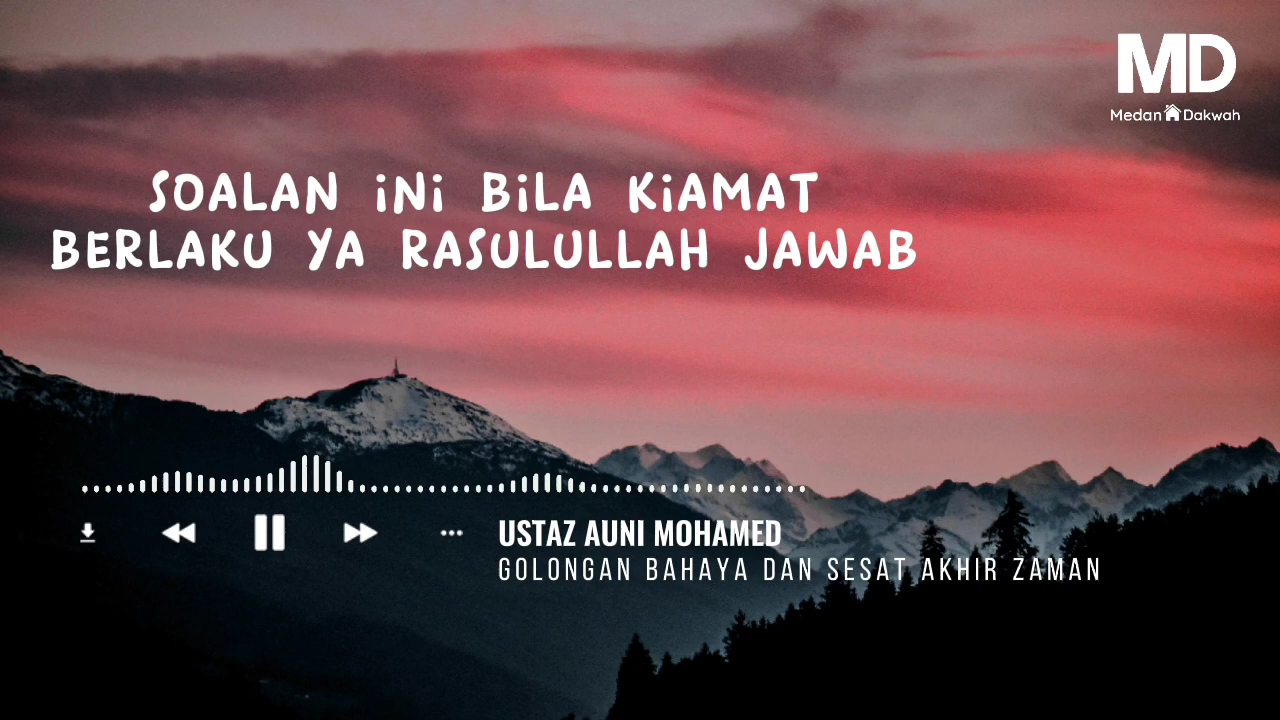 MD
Medan Dakwah
SOALAN iNi BiLA KiAMAT
BERLAKU YA RASULULLAH JAWAB
USTAZ AUNI MOHAMED
GOLONGAN BAHAYA DAN SESAT AKHIR ZAMAN